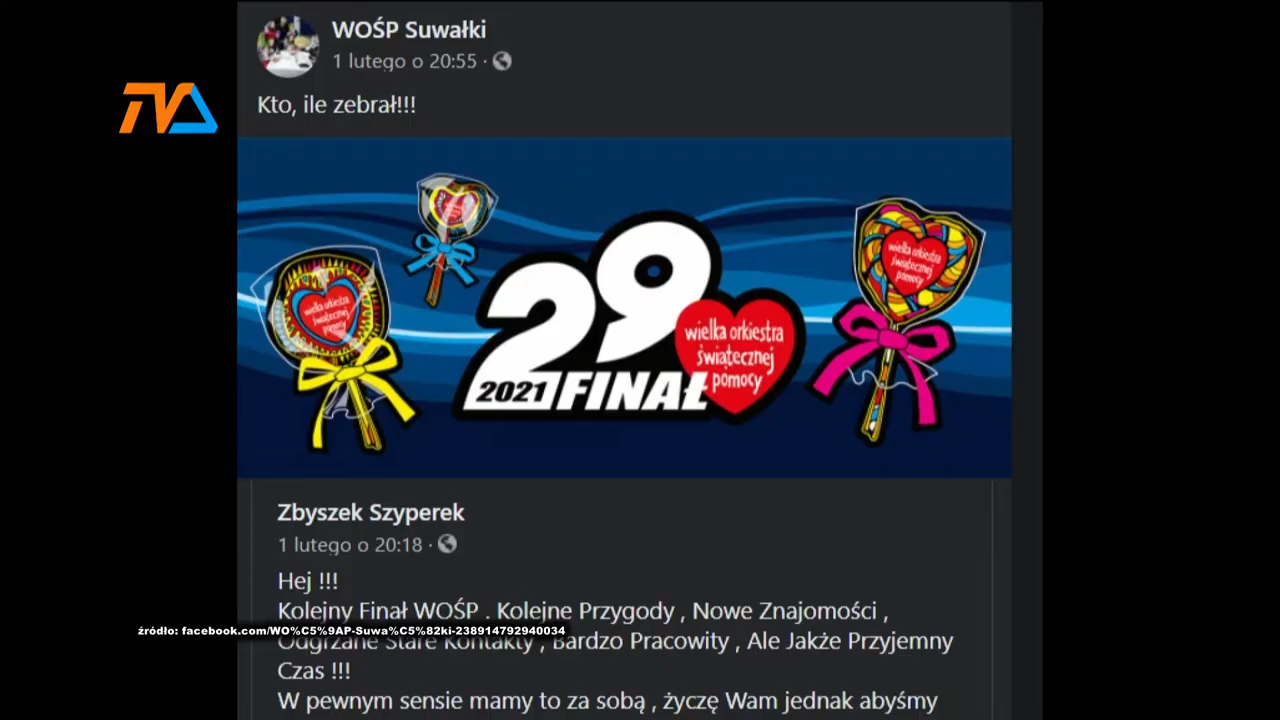 WOŚP Suwałki
1 lutego o 20:55 ·
TVA
Kto, ile zebrał!!!
wielka orkiestra
świątecznej
pomocy
wielka orkiestra
świątecznej
pomocy
29
wielka orkiestra
świątecznej
pomocy
2021 FINAŁ
Zbyszek Szyperek
1 lutego o 20:18 ·
Hej !!!
Kolejny Finał WOŚP . Kolejne Przygody , Nowe Znajomości ,
źródło: facebook.com/WO%C5%9AP-Suwa%C5%82ki-238914792940034
Odgrzane Stare Kontakty , Bardzo Pracowity , Ale Jakże Przyjemny
Czas !!!
W pewnym sensie mamy to za sobą , życzę Wam jednak abyśmy